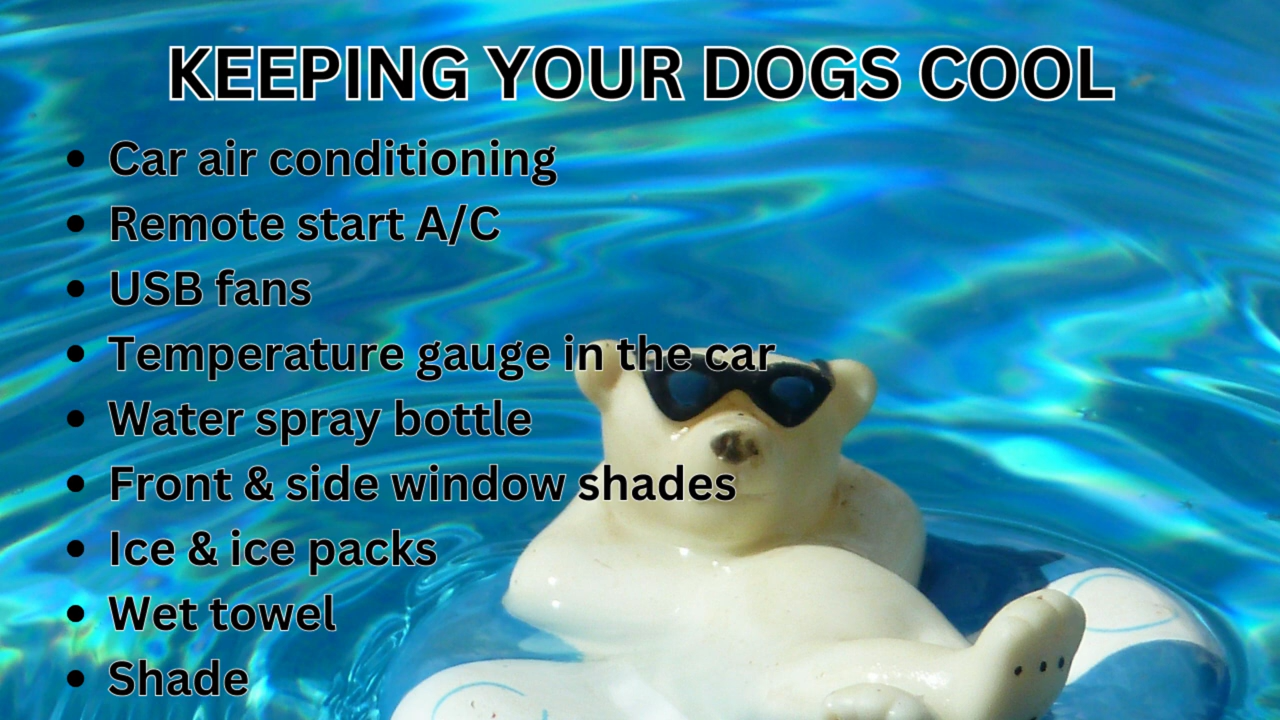 KEEPING YOUR DOGS COOL
• Car air conditioning
• Remote start A/C
• USB fans
• Temperature gauge in the car
• Water spray bottle
• Front & side window shades
• Ice & ice packs
• Wet towel
• Shade